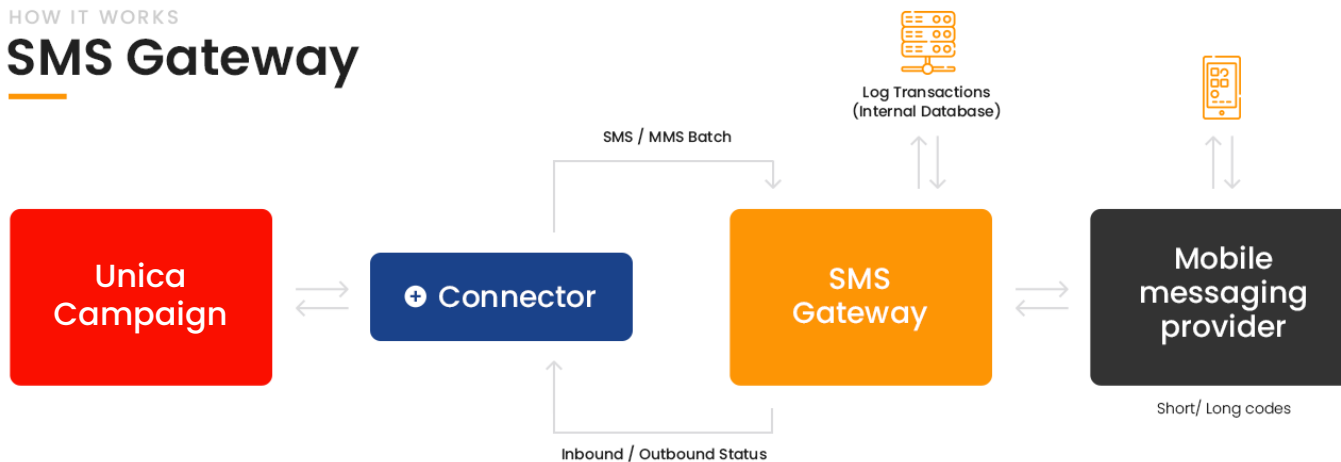 HOW IT WORKS
SMS Gateway
Log Transactions
(Internal Database)
SMS / MMS Batch
Unica
Campaign
Connector
SMS
Gateway
Mobile
messaging
provider
Short/ Long codes
Inbound / Outbound Status